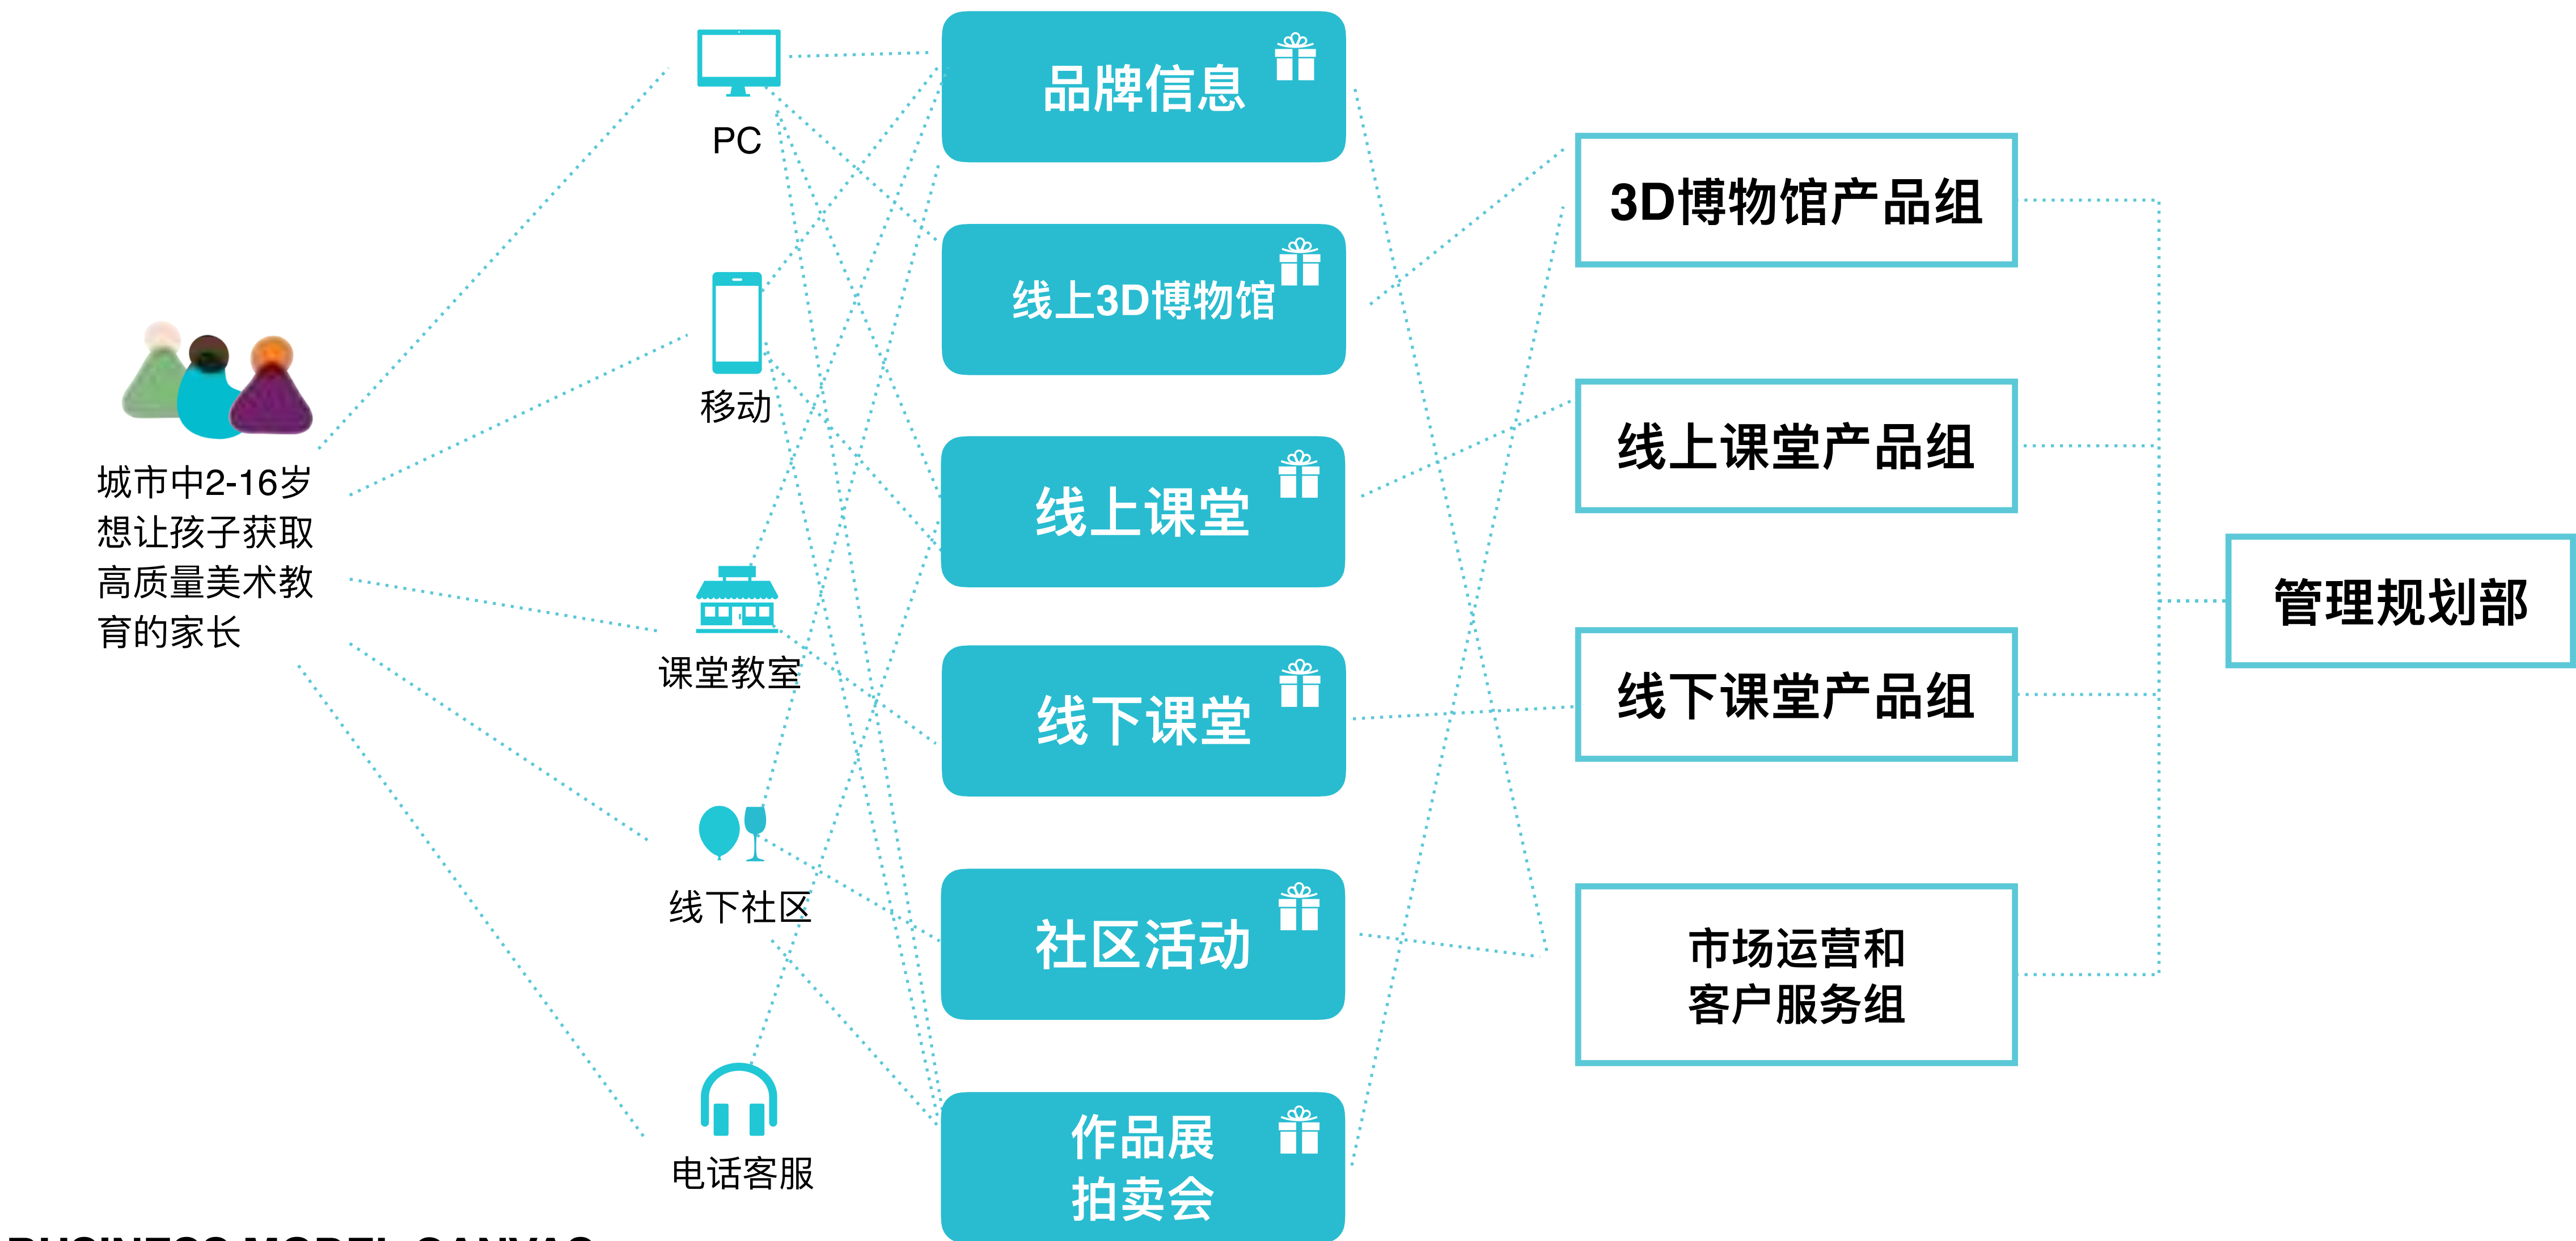 城市中2-16岁
想让孩子获取
高质量美术教
育的家长
PC
移动
课堂教室
线下社区
电话客服
品牌信息
线上3D博物馆
线上课堂
线下课堂
社区活动
作品展
拍卖会
3D博物馆产品组
线上课堂产品组
线下课堂产品组
市场运营和
客户服务组
管理规划部
BUSINESS MODEL CANVAS